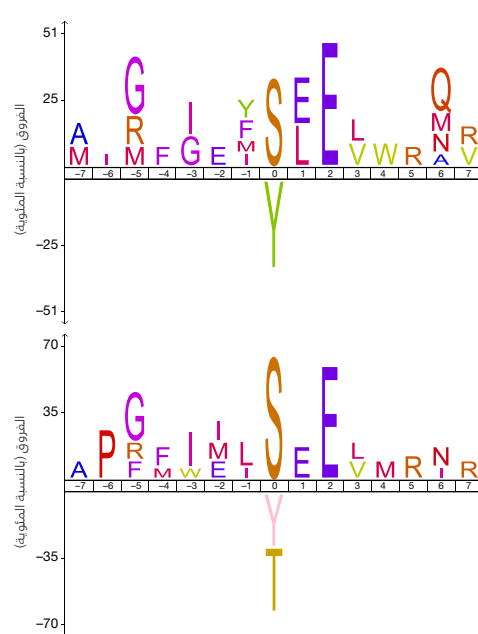 الفروق (بالنسبة المئوية)
51
25
G I Y S E E Q
A R F L M R
M N
M I M F G E I L V W R A V
−7 −6 −5 −4 −3 −2 −1 0 1 2 3 4 5 6 7
Y
−25
−51
الفروق (بالنسبة المئوية)
70
35
G I S E
P R F I M L L N
A F M W E I E V M R I R
−7 −6 −5 −4 −3 −2 −1 0 1 2 3 4 5 6 7
Y
T
−35
−70